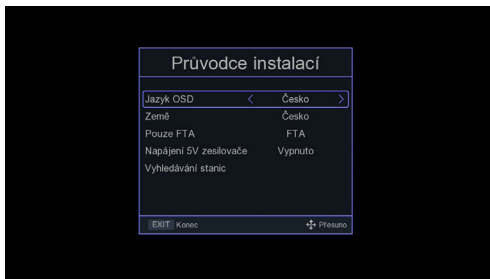 Průvodce instalací
Jazyk OSD < Česko >
Země Česko
Pouze FTA FTA
Napájení 5V zesilovače Vypnuto
Vyhledávání stanic
EXIT Konec Přesuno